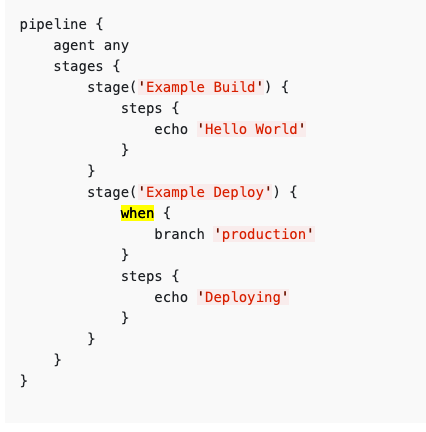 pipeline {
    agent any
    stages {
        stage('Example Build') {
            steps {
                echo 'Hello World'
            }
        }
        stage('Example Deploy') {
            when {
                branch 'production'
            }
            steps {
                echo 'Deploying'
            }
        }
    }
}